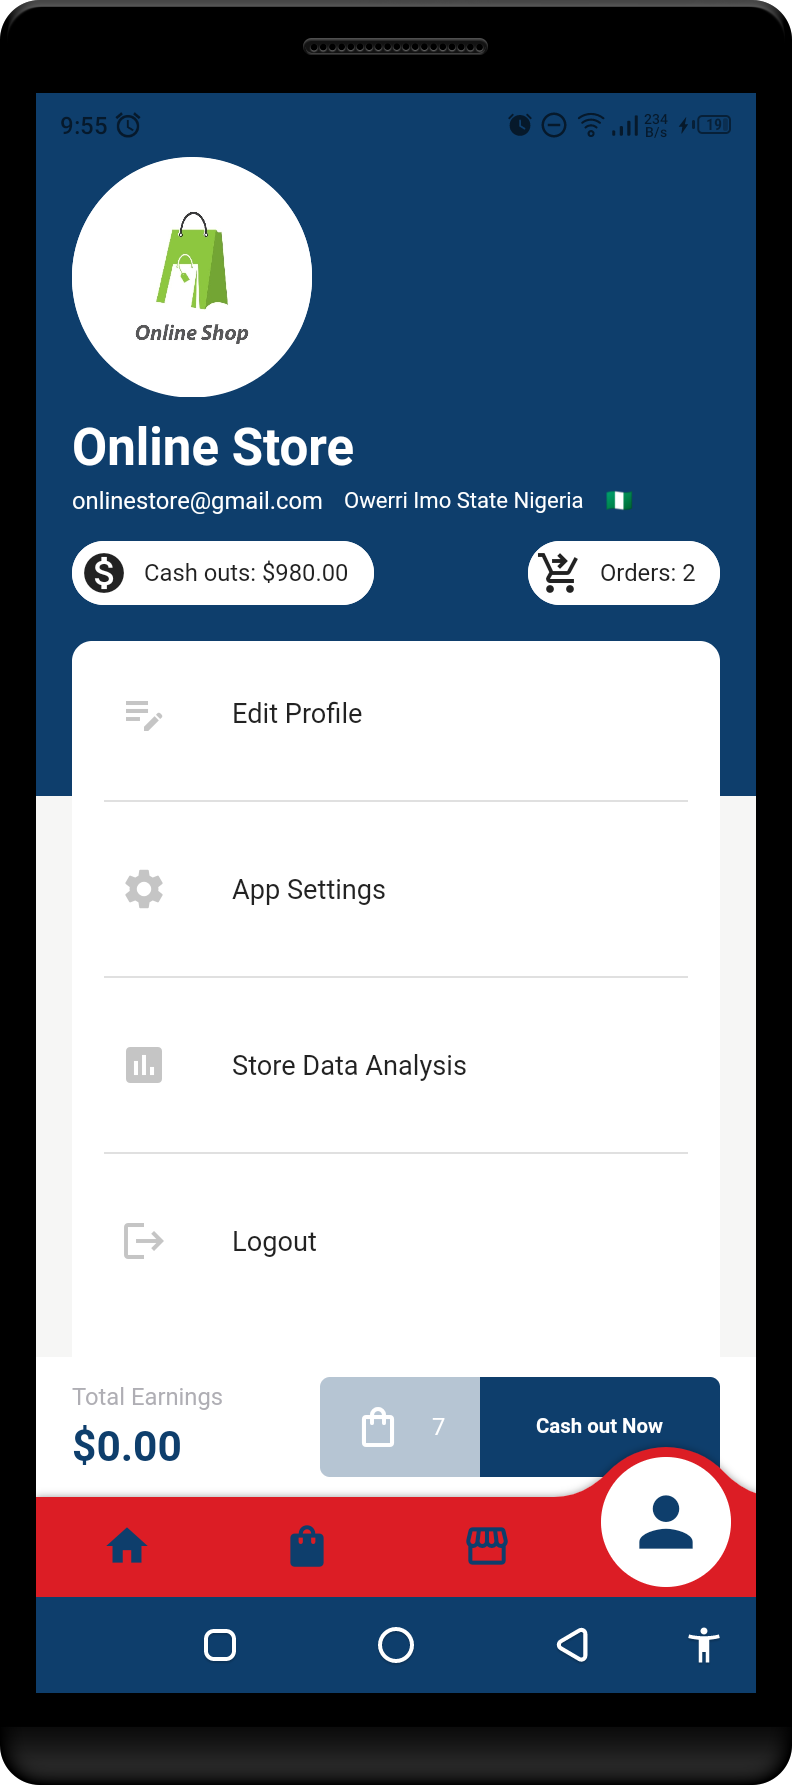 9:55
234
B/s
19
Online Shop
Online Store
onlinestore@gmail.com Owerri Imo State Nigeria
Cash outs: $980.00 Orders: 2
Edit Profile
App Settings
Store Data Analysis
Logout
Total Earnings
$0.00
7
Cash out Now